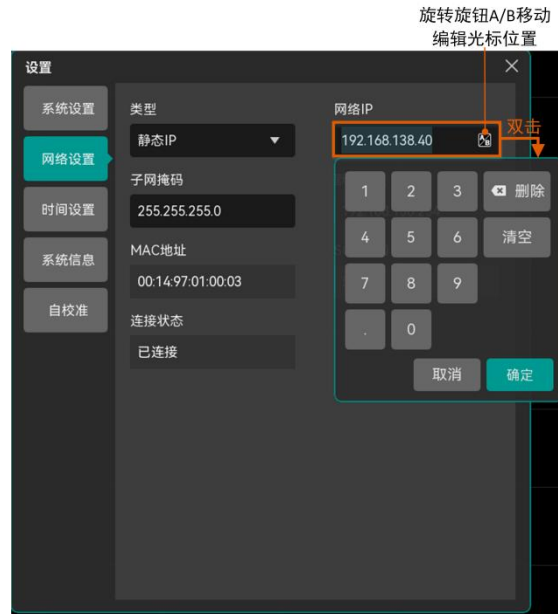 旋转旋钮A/B移动
编辑光标位置
设置
系统设置
网络设置
时间设置
系统信息
自校准
类型
静态IP
子网掩码
255.255.255.0
MAC地址
00:14:97:01:00:03
连接状态
已连接
网络IP
192.168.138.40
A/B
双击
1 2 3 删除
4 5 6 清空
7 8 9
. 0
取消 确定